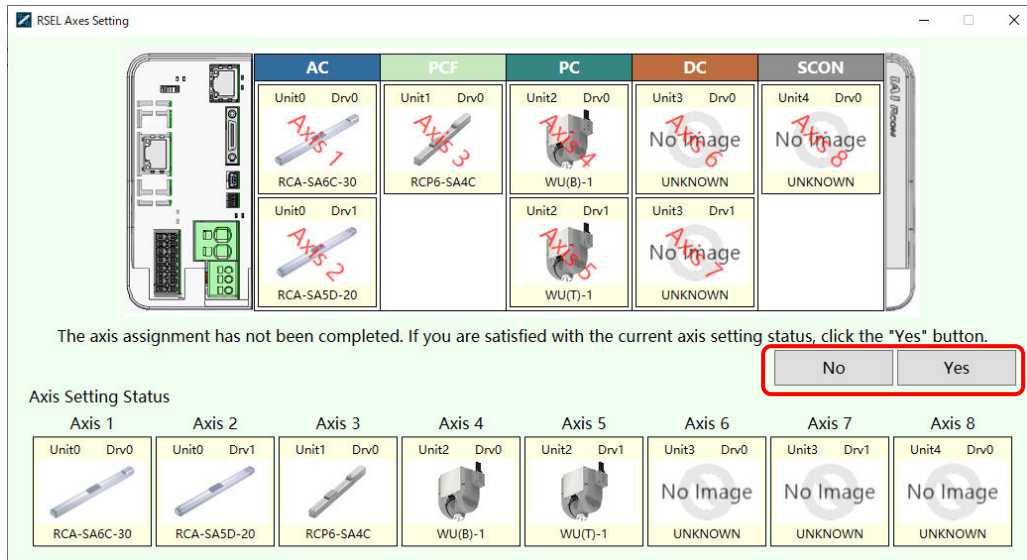 RSEL Axes Setting
AC PCF PC DC SCON
Unit0 Drv0 Unit1 Drv0 Unit2 Drv0 Unit3 Drv0 Unit4 Drv0
Axis 1 Axis 3 Axis 4 No Image Axis 6 No Image Axis 8
RCA-SA6C-30 RCP6-SA4C WU(B)-1 UNKNOWN UNKNOWN
Unit0 Drv1 Unit2 Drv1 Unit3 Drv1
Axis 2 Axis 5 No Image Axis 7
RCA-SA5D-20 WU(T)-1 UNKNOWN
IAI RCON
The axis assignment has not been completed. If you are satisfied with the current axis setting status, click the "Yes" button.
No Yes
Axis Setting Status
Axis 1 Axis 2 Axis 3 Axis 4 Axis 5 Axis 6 Axis 7 Axis 8
Unit0 Drv0 Unit0 Drv1 Unit1 Drv0 Unit2 Drv0 Unit2 Drv1 Unit3 Drv0 Unit3 Drv1 Unit4 Drv0
No Image No Image No Image
RCA-SA6C-30 RCA-SA5D-20 RCP6-SA4C WU(B)-1 WU(T)-1 UNKNOWN UNKNOWN UNKNOWN